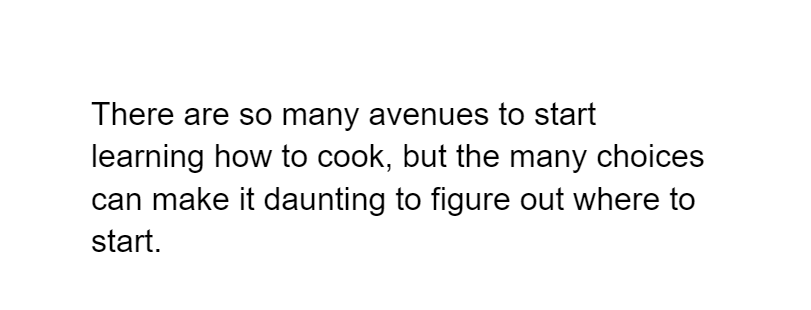 There are so many avenues to start
learning how to cook, but the many choices
can make it daunting to figure out where to
start.